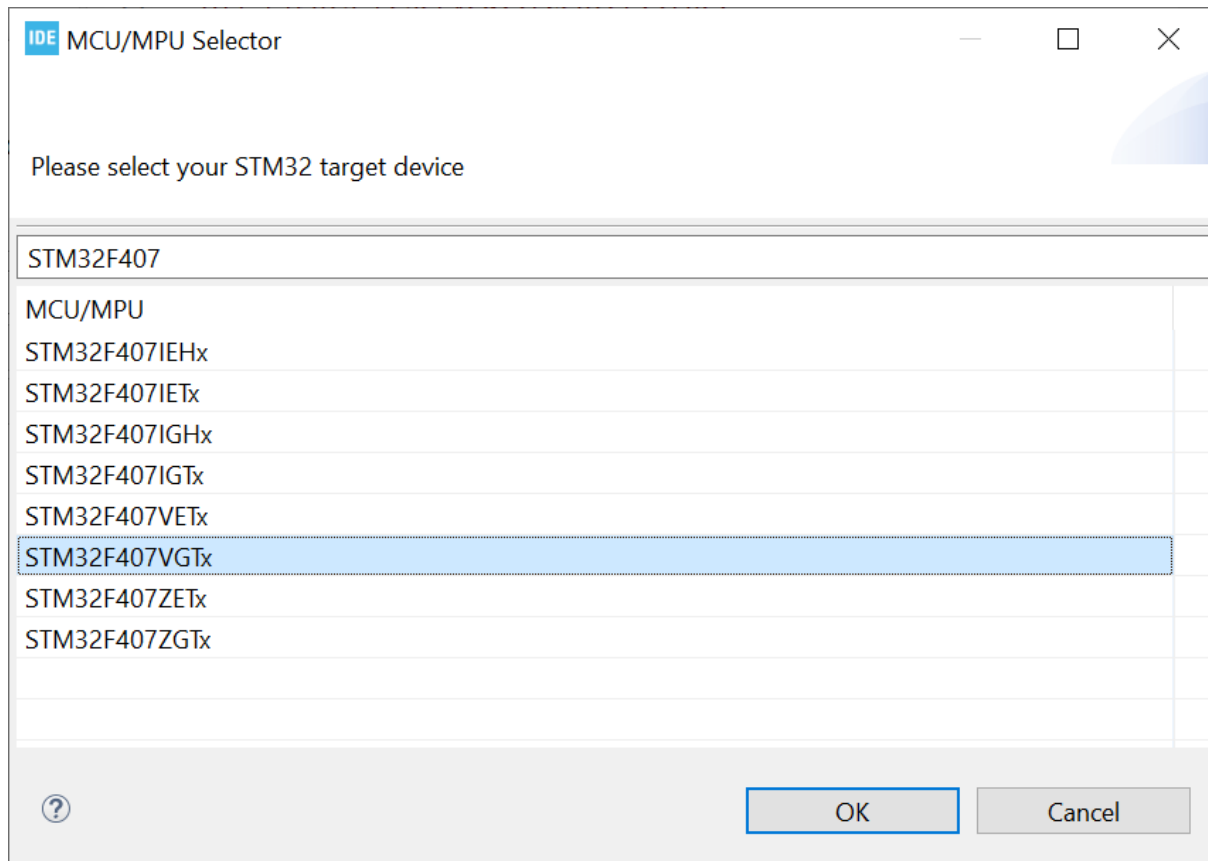 IDE MCU/MPU Selector
Please select your STM32 target device
STM32F407
MCU/MPU
STM32F407IEHx
STM32F407IETx
STM32F407IGHx
STM32F407IGTx
STM32F407VETx
STM32F407VGTx
STM32F407ZETx
STM32F407ZGTx
?
OK Cancel